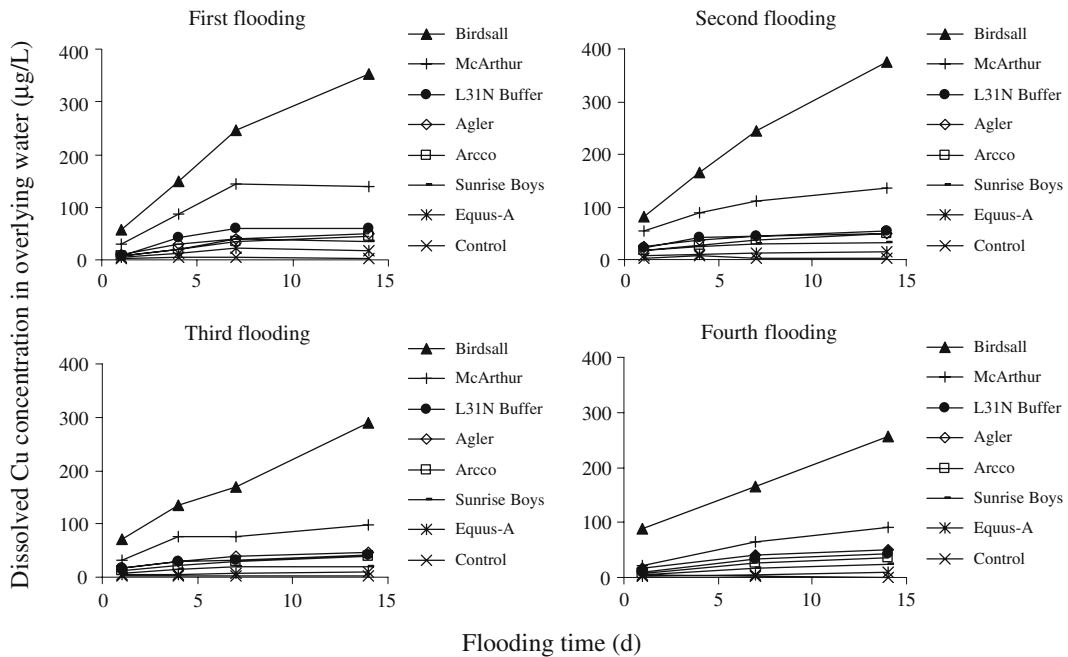 Dissolved Cu concentration in overlying water (µg/L)
First flooding
400
300
200
100
0
0
5
10
15
Birdsall
McArthur
L31N Buffer
Agler
Arcco
Sunrise Boys
Equus-A
Control
Second flooding
400
300
200
100
0
0
5
10
15
Birdsall
McArthur
L31N Buffer
Agler
Arcco
Sunrise Boys
Equus-A
Control
Third flooding
400
300
200
100
0
0
5
10
15
Birdsall
McArthur
L31N Buffer
Agler
Arcco
Sunrise Boys
Equus-A
Control
Fourth flooding
400
300
200
100
0
0
5
10
15
Birdsall
McArthur
L31N Buffer
Agler
Arcco
Sunrise Boys
Equus-A
Control
Flooding time (d)